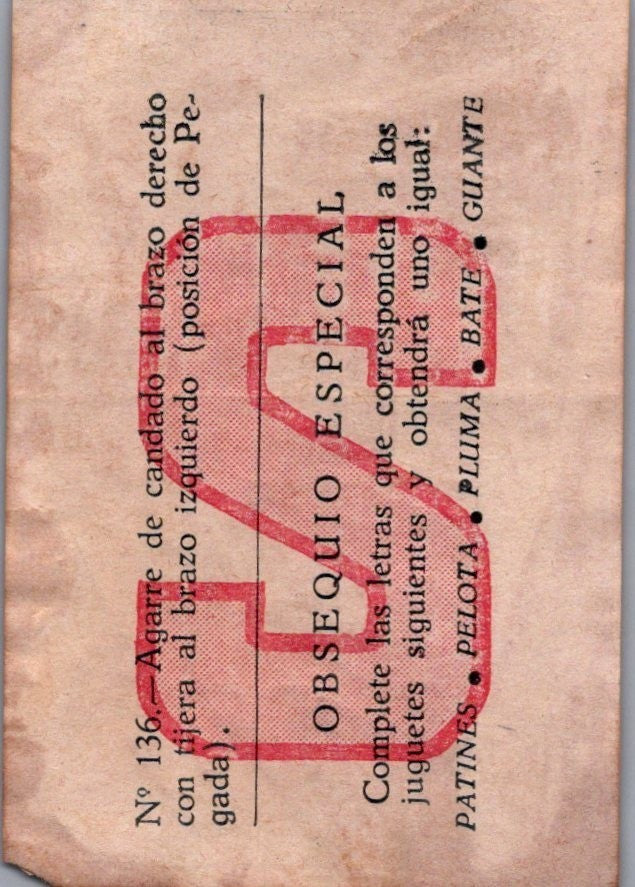 Nº 136.—Agarre de candado al brazo derecho
con tijera al brazo izquierdo (posición de Pe-
gada).
OBSEQUIO ESPECIAL
Complete las letras que corresponden a los
juguetes siguientes y obtendrá uno igual:
PATINES • PELOTA • PLUMA • BATE • GUANTE
S